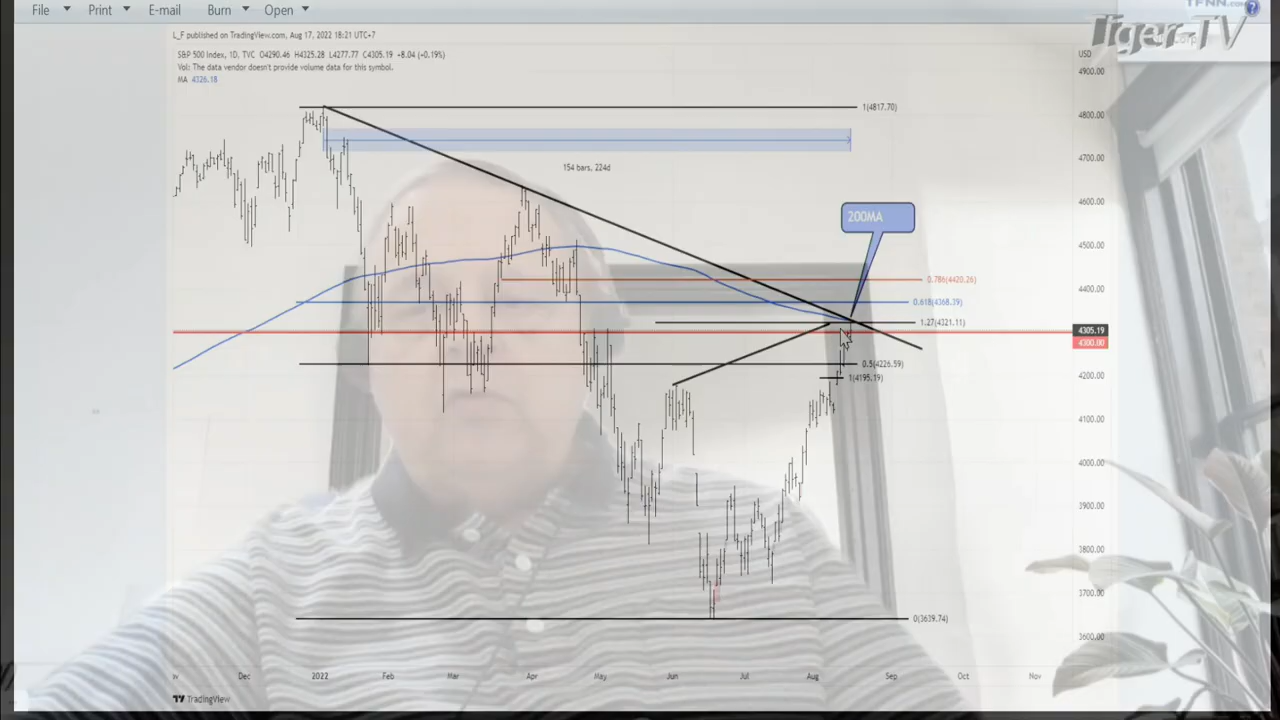 File Print E-mail Burn Open
TFNN.com
Tiger-TV
L_F published on TradingView.com, Aug 17, 2022 18:21 UTC+7
S&P 500 Index, 1D, TVC O4290.46 H4325.28 L4277.77 C4305.19 +8.04 (+0.19%)
Vol: The data vendor doesn't provide volume data for this symbol.
MA 4326.18
USD
4900.00
1(4817.70)
4800.00
154 bars, 224d
4700.00
4600.00
200MA
4500.00
0.786(4420.26)
4400.00
0.618(4368.39)
1.27(4321.11)
4305.19
4300.00
0.5(4226.59)
1(4195.19)
4200.00
4100.00
4000.00
3900.00
3800.00
3700.00
0(3639.74)
3600.00
Dec 2022 Feb Mar Apr May Jun Jul Aug Sep Oct Nov
TradingView